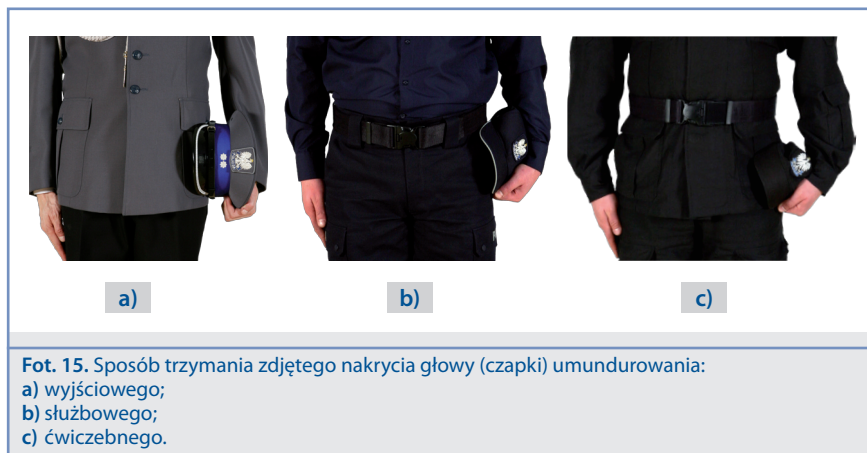 a) b) c)
Fot. 15. Sposób trzymania zdjętego nakrycia głowy (czapki) umundurowania:
a) wyjściowego;
b) służbowego;
c) ćwiczebnego.